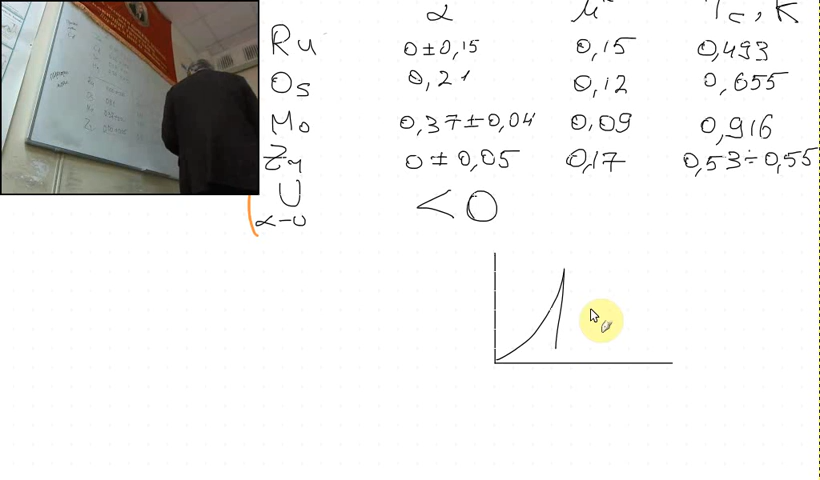 α μ* Tc, K
Ru 0±0,15 0,15 0,493
Os 0,21 0,12 0,655
Mo 0,37±0,04 0,09 0,916
Zr 0±0,05 0,17 0,53÷0,55
U <0
α-U